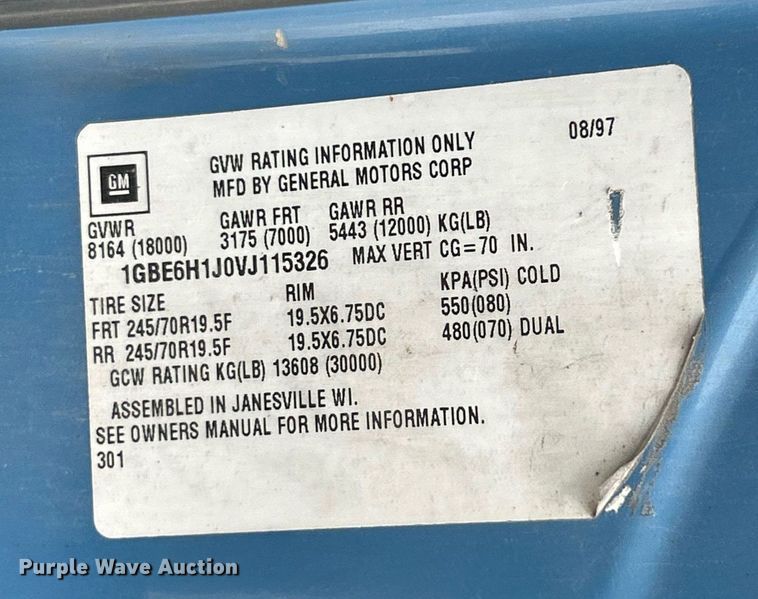 08/97
GM
GVW RATING INFORMATION ONLY
MFD BY GENERAL MOTORS CORP
GVWR GAWR FRT GAWR RR
8164 (18000) 3175 (7000) 5443 (12000) KG(LB)
1GBE6H1J0VJ115326 MAX VERT CG=70 IN.
TIRE SIZE RIM KPA(PSI) COLD
FRT 245/70R19.5F 19.5X6.75DC 550(080)
RR 245/70R19.5F 19.5X6.75DC 480(070) DUAL
GCW RATING KG(LB) 13608 (30000)
ASSEMBLED IN JANESVILLE WI.
SEE OWNERS MANUAL FOR MORE INFORMATION.
301
Purple Wave Auction